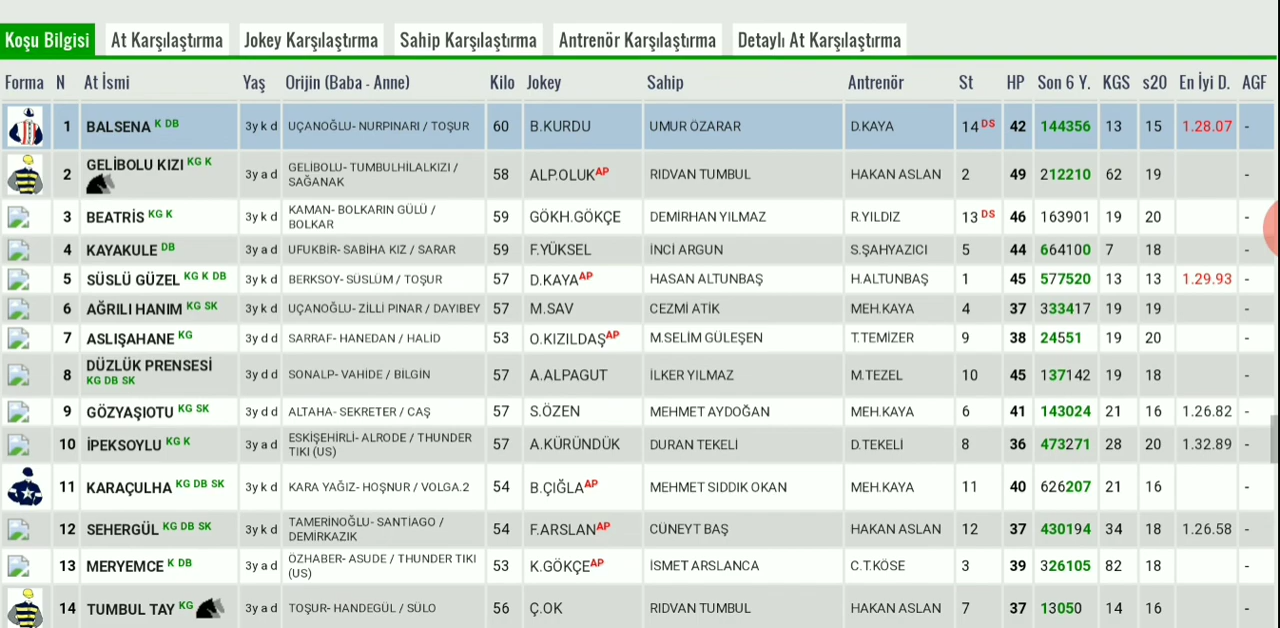 Koşu Bilgisi At Karşılaştırma Jokey Karşılaştırma Sahip Karşılaştırma Antrenör Karşılaştırma Detaylı At Karşılaştırma
Forma N At İsmi Yaş Orijin (Baba - Anne) Kilo Jokey Sahip Antrenör St HP Son 6 Y. KGS s20 En İyi D. AGF
1 BALSENA K DB 3y k d UÇANOĞLU- NURPINARI / TOŞUR 60 B.KURDU UMUR ÖZARAR D.KAYA 14 DS 42 144356 13 15 1.28.07 -
2 GELİBOLU KIZI KG K 3y a d GELİBOLU- TUMBULHİLALKIZI / SAĞANAK 58 ALP.OLUK AP RIDVAN TUMBUL HAKAN ASLAN 2 49 212210 62 19 -
3 BEATRİS KG K 3y k d KAMAN- BOLKARIN GÜLÜ / BOLKAR 59 GÖKH.GÖKÇE DEMİRHAN YILMAZ R.YILDIZ 13 DS 46 163901 19 20 -
4 KAYAKULE DB 3y a d UFUKBİR- SABİHA KIZ / SARAR 59 F.YÜKSEL İNCİ ARGUN S.ŞAHYAZICI 5 44 664100 7 18 -
5 SÜSLÜ GÜZEL KG K DB 3y k d BERKSOY- SÜSLÜM / TOŞUR 57 D.KAYA AP HASAN ALTUNBAŞ H.ALTUNBAŞ 1 45 577520 13 13 1.29.93 -
6 AĞRILI HANIM KG SK 3y k d UÇANOĞLU- ZİLLİ PINAR / DAYIBEY 57 M.SAV CEZMİ ATİK MEH.KAYA 4 37 333417 19 19 -
7 ASLIŞAHANE KG 3y d d SARRAF- HANEDAN / HALİD 53 O.KIZILDAŞ AP M.SELİM GÜLEŞEN T.TEMİZER 9 38 24551 19 20 -
8 DÜZLÜK PRENSESİ KG DB SK 3y d d SONALP- VAHİDE / BİLGİN 57 A.ALPAGUT İLKER YILMAZ M.TEZEL 10 45 137142 19 18 -
9 GÖZYAŞIOTU KG SK 3y d d ALTAHA- SEKRETER / CAŞ 57 S.ÖZEN MEHMET AYDOĞAN MEH.KAYA 6 41 143024 21 16 1.26.82 -
10 İPEKSOYLU KG K 3y a d ESKİŞEHİRLİ- ALRODE / THUNDER TIKI (US) 57 A.KÜRÜNDÜK DURAN TEKELİ D.TEKELİ 8 36 473271 28 20 1.32.89 -
11 KARAÇULHA KG DB SK 3y k d KARA YAĞIZ- HOŞNUR / VOLGA.2 54 B.ÇIĞLA AP MEHMET SIDDIK OKAN MEH.KAYA 11 40 626207 21 16 -
12 SEHERGÜL KG DB SK 3y k d TAMERİNOĞLU- SANTİAGO / DEMİRKAZIK 54 F.ARSLAN AP CÜNEYT BAŞ HAKAN ASLAN 12 37 430194 34 18 1.26.58 -
13 MERYEMCE K DB 3y a d ÖZHABER- ASUDE / THUNDER TIKI (US) 53 K.GÖKÇE AP İSMET ARSLANCA C.T.KÖSE 3 39 326105 82 18 -
14 TUMBUL TAY KG 3y a d TOŞUR- HANDEGÜL / SÜLO 56 Ç.OK RIDVAN TUMBUL HAKAN ASLAN 7 37 13050 14 16 -